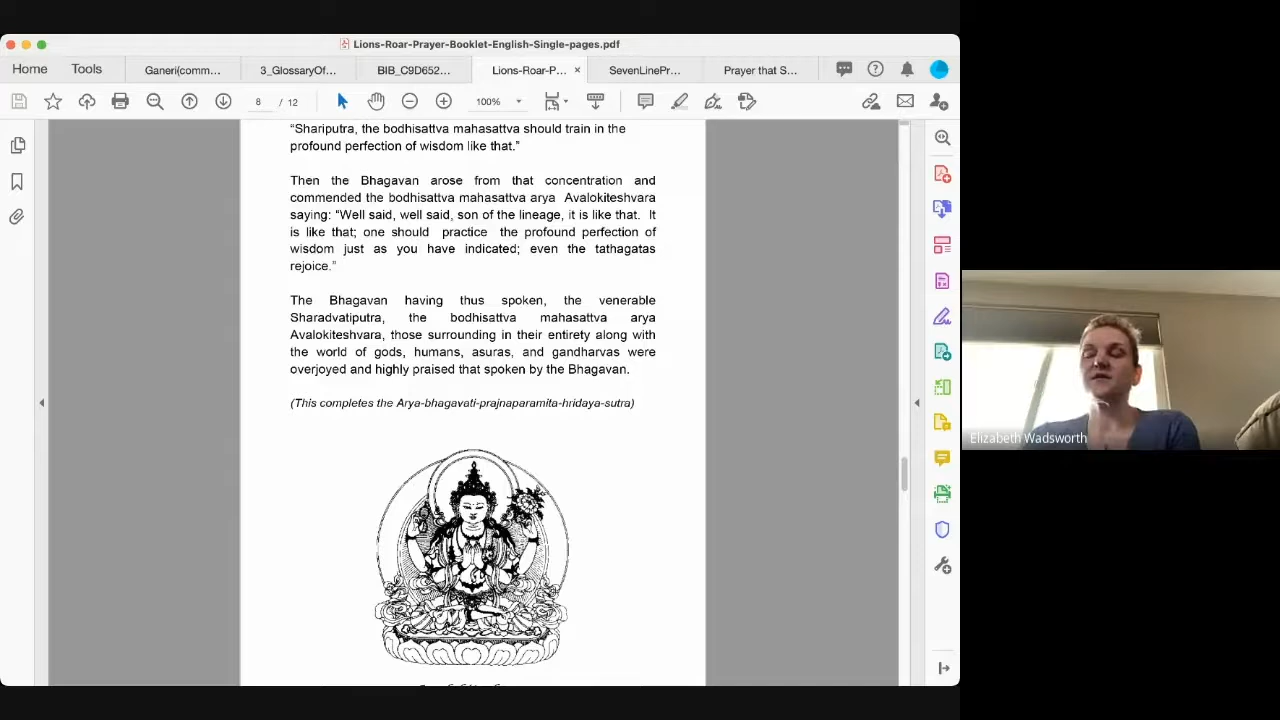 Lions-Roar-Prayer-Booklet-English-Single-pages.pdf
Home
Tools
Ganeri(comm...
3_GlossaryOf...
BIB_C9D652...
Lions-Roar-P...
SevenLinePr...
Prayer that S...
8 / 12
100%
“Shariputra, the bodhisattva mahasattva should train in the
profound perfection of wisdom like that.”
Then the Bhagavan arose from that concentration and
commended the bodhisattva mahasattva arya Avalokiteshvara
saying: “Well said, well said, son of the lineage, it is like that. It
is like that; one should practice the profound perfection of
wisdom just as you have indicated; even the tathagatas
rejoice.”
The Bhagavan having thus spoken, the venerable
Sharadvatiputra, the bodhisattva mahasattva arya
Avalokiteshvara, those surrounding in their entirety along with
the world of gods, humans, asuras, and gandharvas were
overjoyed and highly praised that spoken by the Bhagavan.
(This completes the Arya-bhagavati-prajnaparamita-hridaya-sutra)
Elizabeth Wadsworth